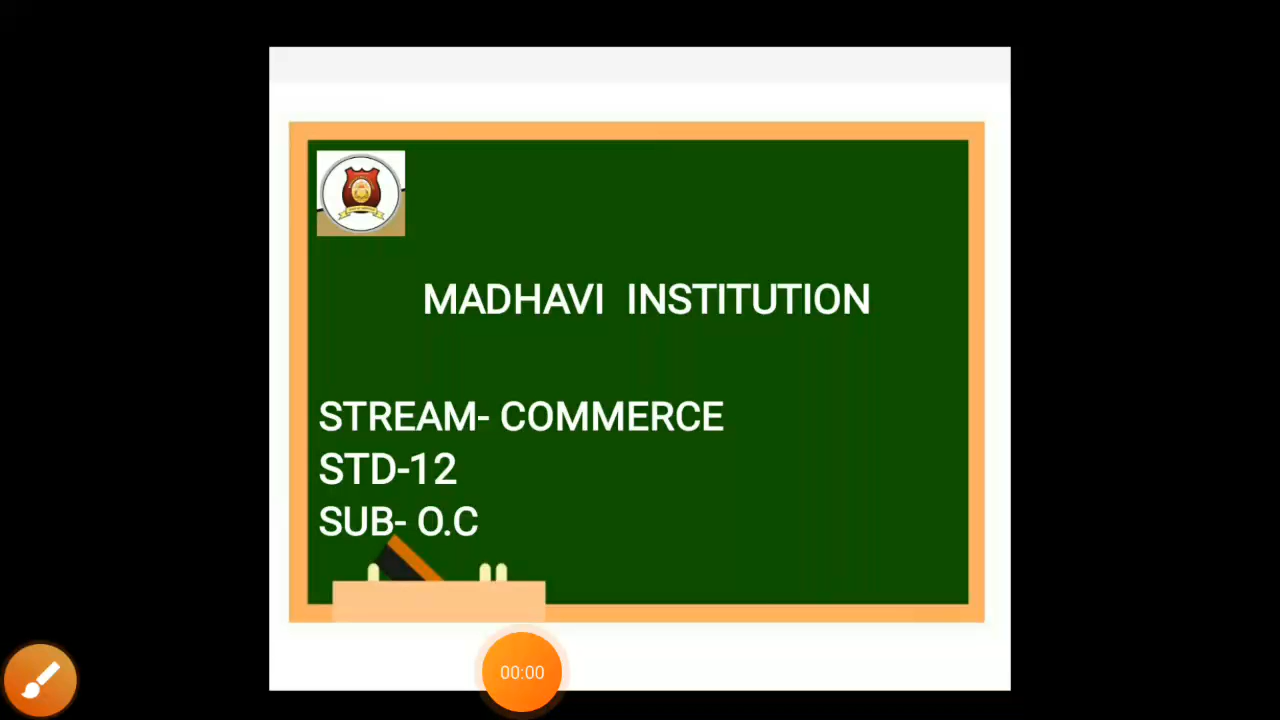 MADHAVI INSTITUTION
STREAM- COMMERCE
STD-12
SUB- O.C
00:00